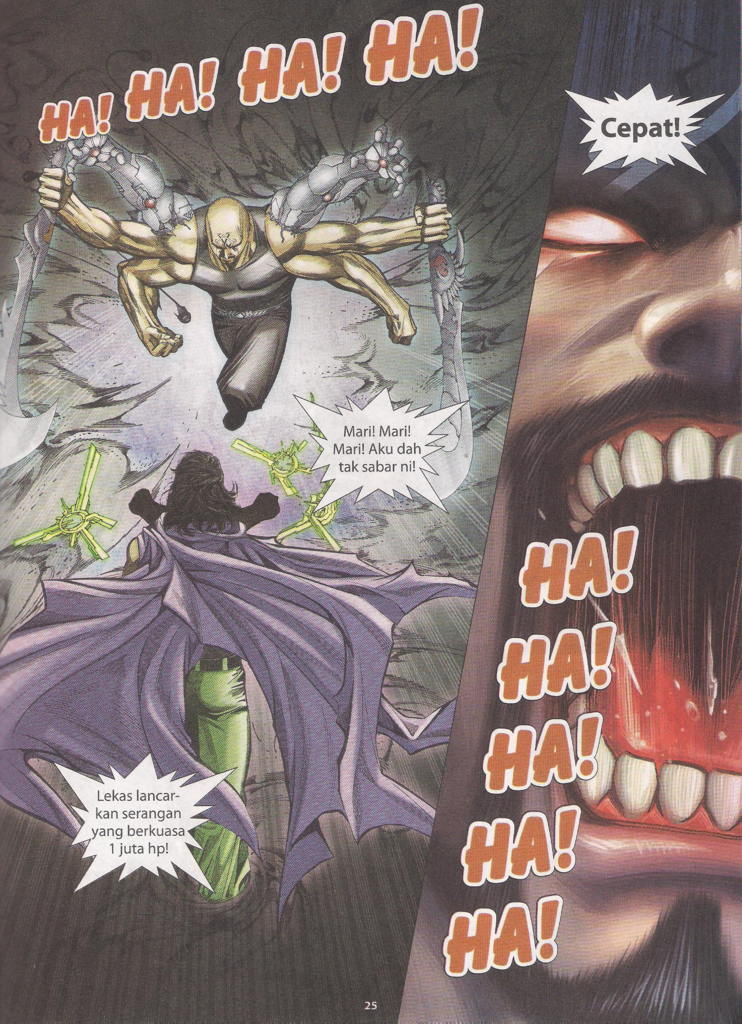 HA! HA! HA! HA!
Mari! Mari!
Mari! Aku dah
tak sabar ni!
Lekas lancar-
kan serangan
yang berkuasa
1 juta hp!
Cepat!
HA!
HA!
HA!
HA!
HA!
25